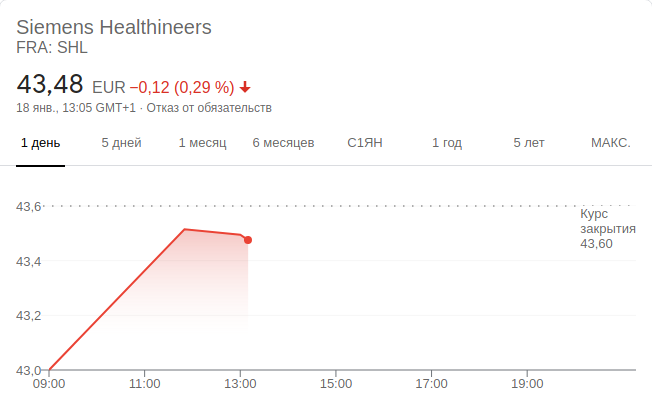 Siemens Healthineers
FRA: SHL
43,48 EUR −0,12 (0,29 %)
18 янв., 13:05 GMT+1 · Отказ от обязательств
1 день 5 дней 1 месяц 6 месяцев С1ЯН 1 год 5 лет МАКС.
43,6
Курс
закрытия
43,60
43,4
43,2
43,0
09:00 11:00 13:00 15:00 17:00 19:00